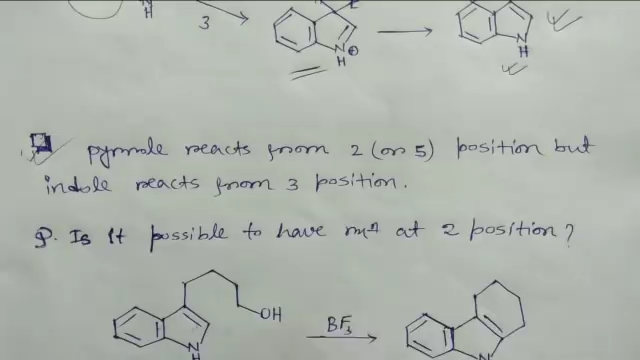 N
H
3
E
N
H
⊕
N
H
pyrrole reacts from 2 (or 5) position but
indole reacts from 3 position.
Q. Is it possible to have rxn at 2 position?
OH
BF3
N
H
N